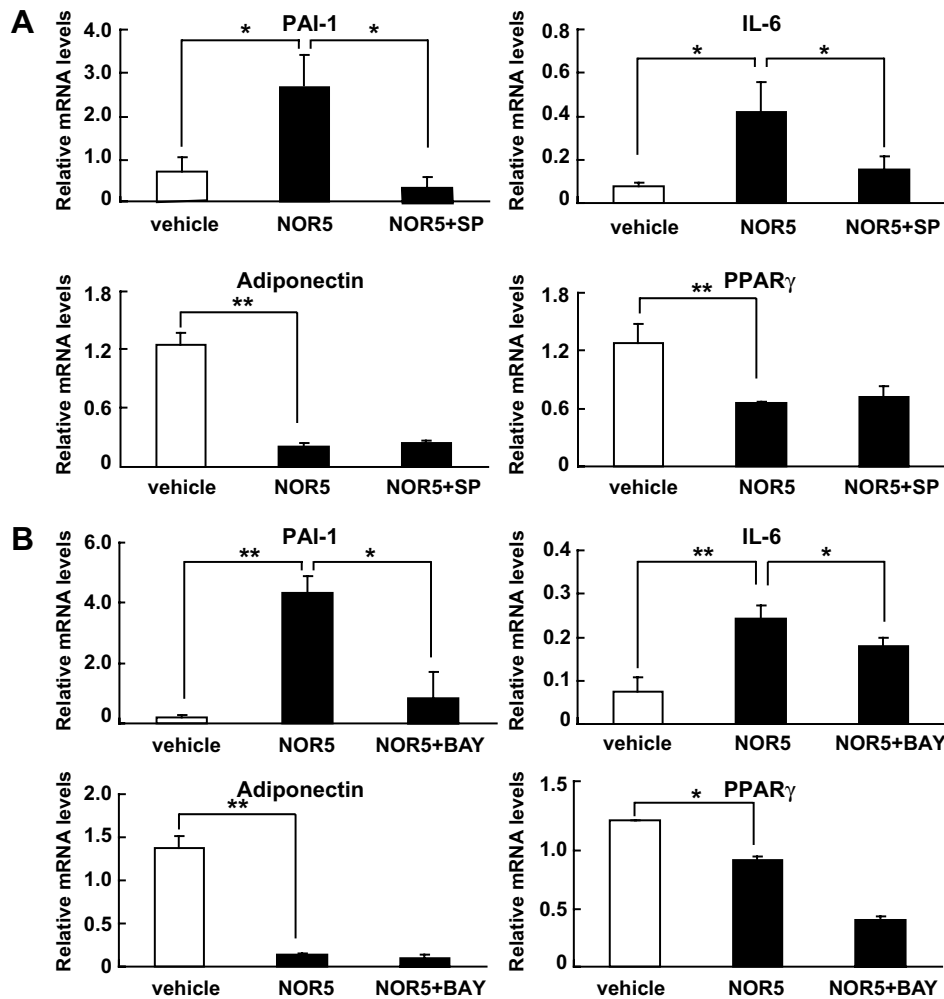 A
PAI-1
Relative mRNA levels
4.0
3.0
2.0
1.0
0
*
*
vehicle NOR5 NOR5+SP
IL-6
Relative mRNA levels
0.8
0.6
0.4
0.2
0
*
*
vehicle NOR5 NOR5+SP
Adiponectin
Relative mRNA levels
1.8
1.2
0.6
0
**
vehicle NOR5 NOR5+SP
PPARγ
Relative mRNA levels
1.8
1.2
0.6
0
**
vehicle NOR5 NOR5+SP
B
PAI-1
Relative mRNA levels
6.0
4.0
2.0
0
**
*
vehicle NOR5 NOR5+BAY
IL-6
Relative mRNA levels
0.4
0.3
0.2
0.1
0
**
*
vehicle NOR5 NOR5+BAY
Adiponectin
Relative mRNA levels
2.0
1.5
1.0
0.5
0
**
vehicle NOR5 NOR5+BAY
PPARγ
Relative mRNA levels
1.5
1.0
0.5
0
*
vehicle NOR5 NOR5+BAY